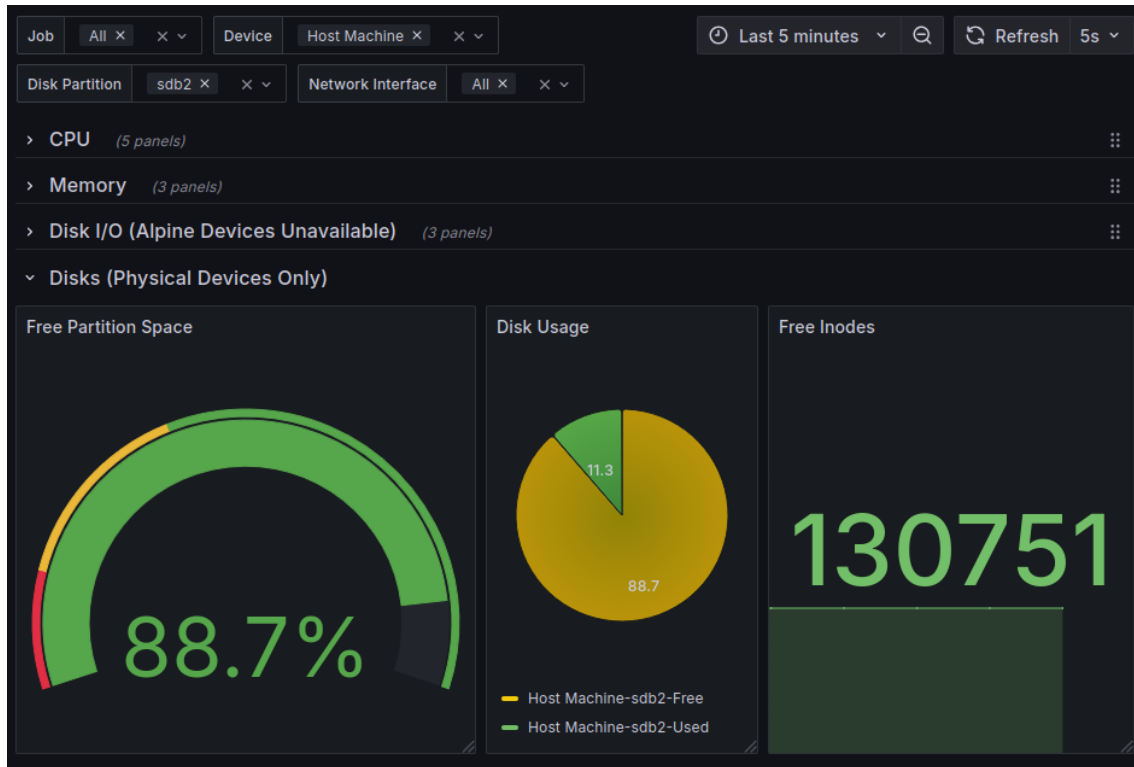 Job All Device Host Machine Last 5 minutes Refresh 5s
Disk Partition sdb2 Network Interface All
CPU (5 panels)
Memory (3 panels)
Disk I/O (Alpine Devices Unavailable) (3 panels)
Disks (Physical Devices Only)
Free Partition Space
88.7%
Disk Usage
11.3
88.7
Host Machine-sdb2-Free
Host Machine-sdb2-Used
Free Inodes
130751